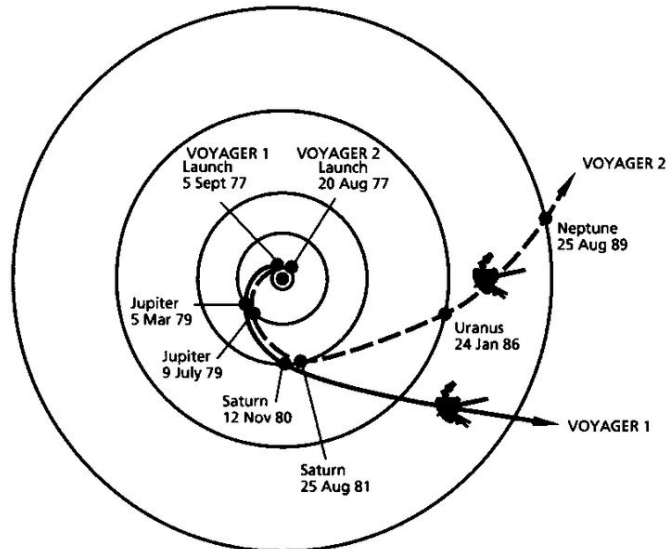 VOYAGER 1
Launch
5 Sept 77
VOYAGER 2
Launch
20 Aug 77
VOYAGER 2
Neptune
25 Aug 89
Jupiter
5 Mar 79
Uranus
24 Jan 86
Jupiter
9 July 79
Saturn
12 Nov 80
VOYAGER 1
Saturn
25 Aug 81